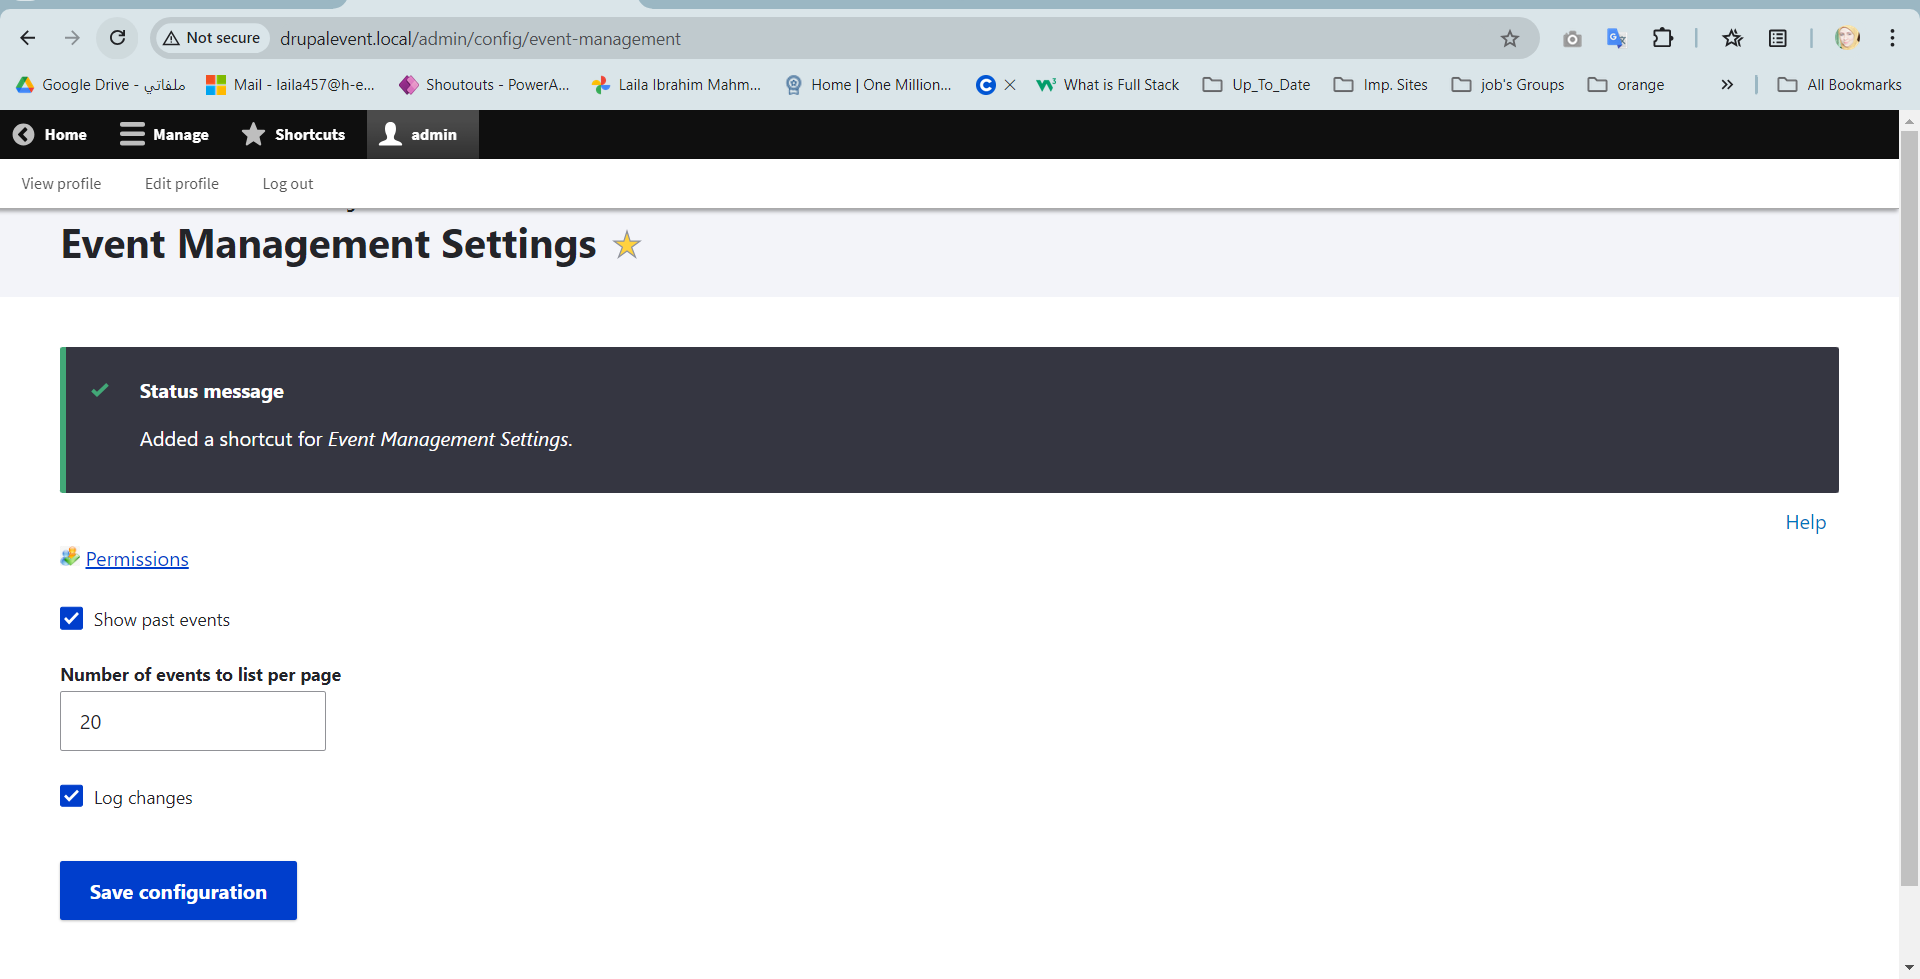 Not secure drupalevent.local/admin/config/event-management
Google Drive - ملفاتي Mail - laila457@h-e... Shoutouts - PowerA... Laila Ibrahim Mahm... Home | One Million... What is Full Stack Up_To_Date Imp. Sites job's Groups orange » All Bookmarks
Home Manage Shortcuts admin
View profile Edit profile Log out
Event Management Settings
Status message
Added a shortcut for Event Management Settings.
Help
Permissions
Show past events
Number of events to list per page
20
Log changes
Save configuration